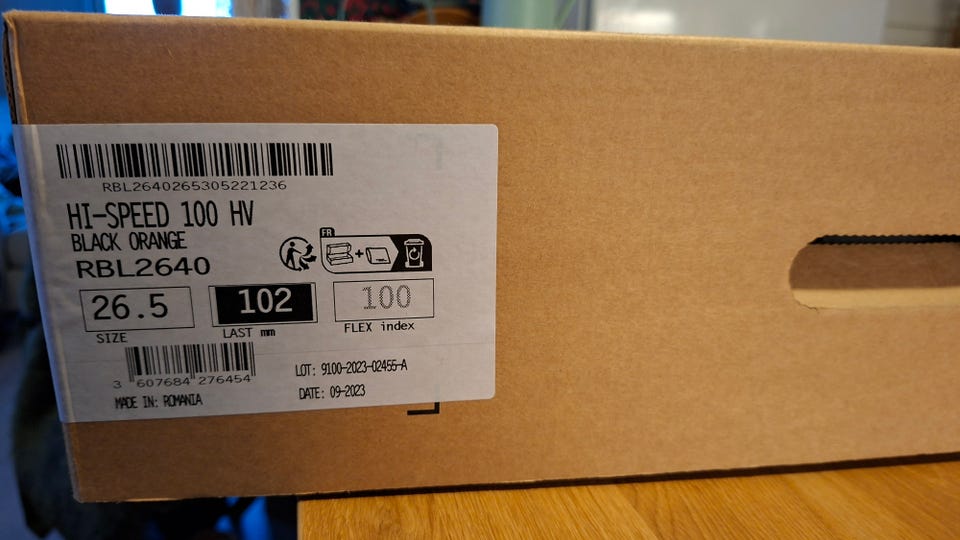 RBL2640265305221236
HI-SPEED 100 HV
BLACK ORANGE
RBL2640
FR
+
26.5
102
100
SIZE
LAST mm
FLEX index
3 607684 276454
LOT: 9100-2023-02455-A
MADE IN: ROMANIA
DATE: 09-2023